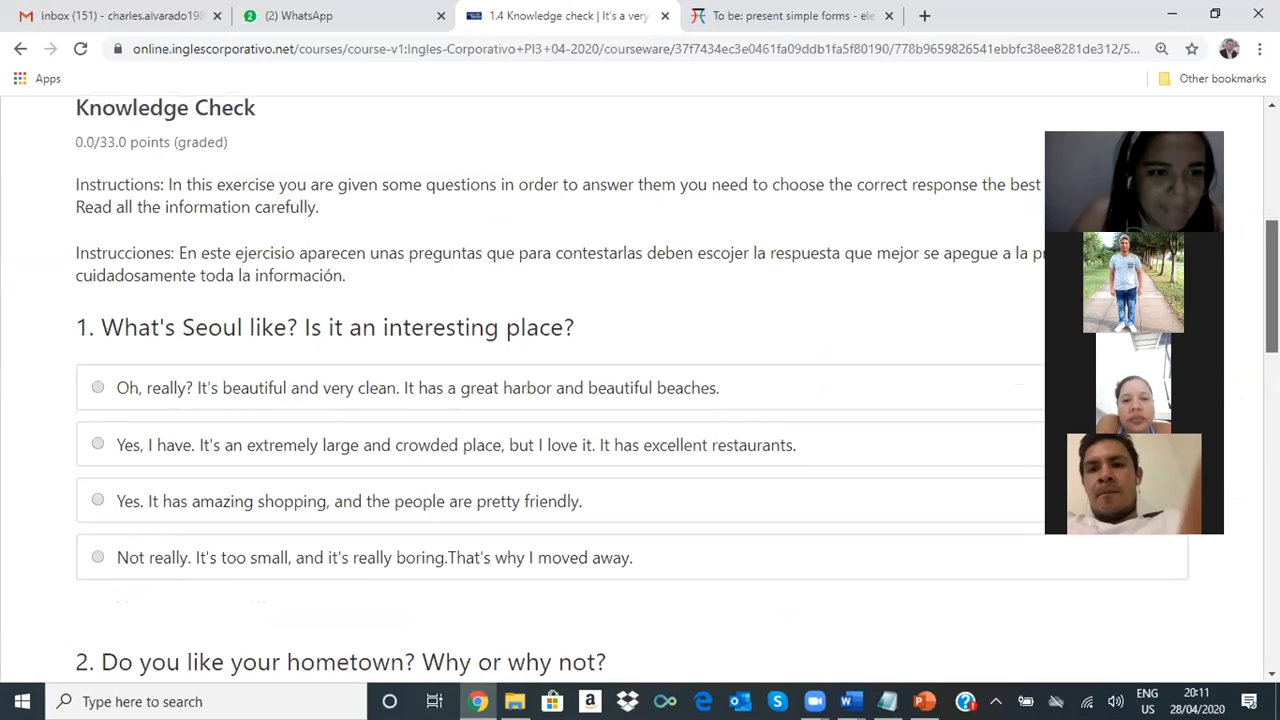 Inbox (151) - charles.alvarado198
(2) WhatsApp
1.4 Knowledge check | It's a very
To be: present simple forms - ele
online.inglescorporativo.net/courses/course-v1:Ingles-Corporativo+PI3+04-2020/courseware/37f7434ec3e0461fa09ddb1fa5f80190/778b9659826541ebbfc38ee8281de312/5...
Apps
Other bookmarks
Knowledge Check
0.0/33.0 points (graded)
Instructions: In this exercise you are given some questions in order to answer them you need to choose the correct response the best
Read all the information carefully.
Instrucciones: En este ejercisio aparecen unas preguntas que para contestarlas deben escojer la respuesta que mejor se apegue a la pr
cuidadosamente toda la información.
1. What's Seoul like? Is it an interesting place?
Oh, really? It's beautiful and very clean. It has a great harbor and beautiful beaches.
Yes, I have. It's an extremely large and crowded place, but I love it. It has excellent restaurants.
Yes. It has amazing shopping, and the people are pretty friendly.
Not really. It's too small, and it's really boring.That's why I moved away.
2. Do you like your hometown? Why or why not?
Type here to search
ENG
US
20:11
28/04/2020